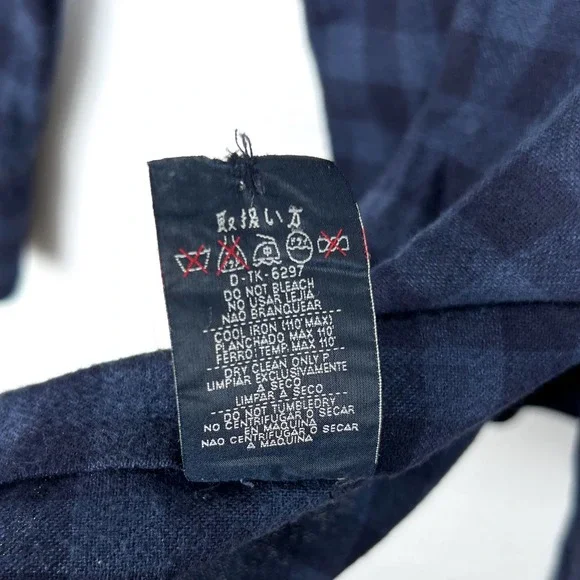 取扱い方
D-TK-6297
DO NOT BLEACH
NO USAR LEJIA
NÃO BRANQUEAR
COOL IRON (110°MAX)
PLANCHADO MAX 110°
FERRO: TEMP. MAX 110°
DRY CLEAN ONLY P
LIMPIAR EXCLUSIVAMENTE
A SECO
LIMPAR A SECO
DO NOT TUMBLEDRY
NO CENTRIFUGAR O SECAR
EN MAQUINA
NAO CENTRIFUGAR O SECAR
A MAQUINA